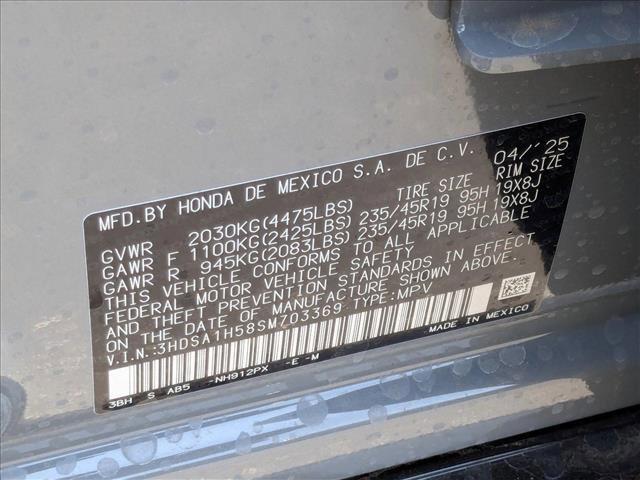 MFD. BY HONDA DE MEXICO S.A. DE C.V. 04/'25
TIRE SIZE RIM SIZE
GVWR 2030KG(4475LBS)
GAWR F 1100KG(2425LBS) 235/45R19 95H 19X8J
GAWR R 945KG(2083LBS) 235/45R19 95H 19X8J
THIS VEHICLE CONFORMS TO ALL APPLICABLE
FEDERAL MOTOR VEHICLE SAFETY
PREVENTION STANDARDS IN EFFECT
ON THE DATE OF MANUFACTURE SHOWN ABOVE.
V.I.N.:3HDSA1H58SM703369 TYPE:MPV
3BH S AB5 -NH912PX -E-M MADE IN MEXICO